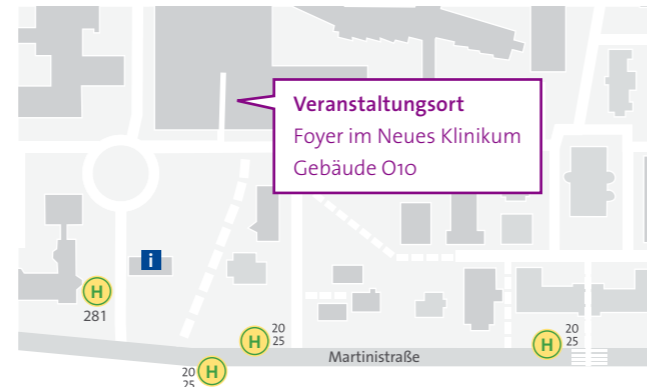 Veranstaltungsort
Foyer im Neues Klinikum
Gebäude O10
i
H
281
H
20
25
20
25
H
Martinistraße
H
20
25